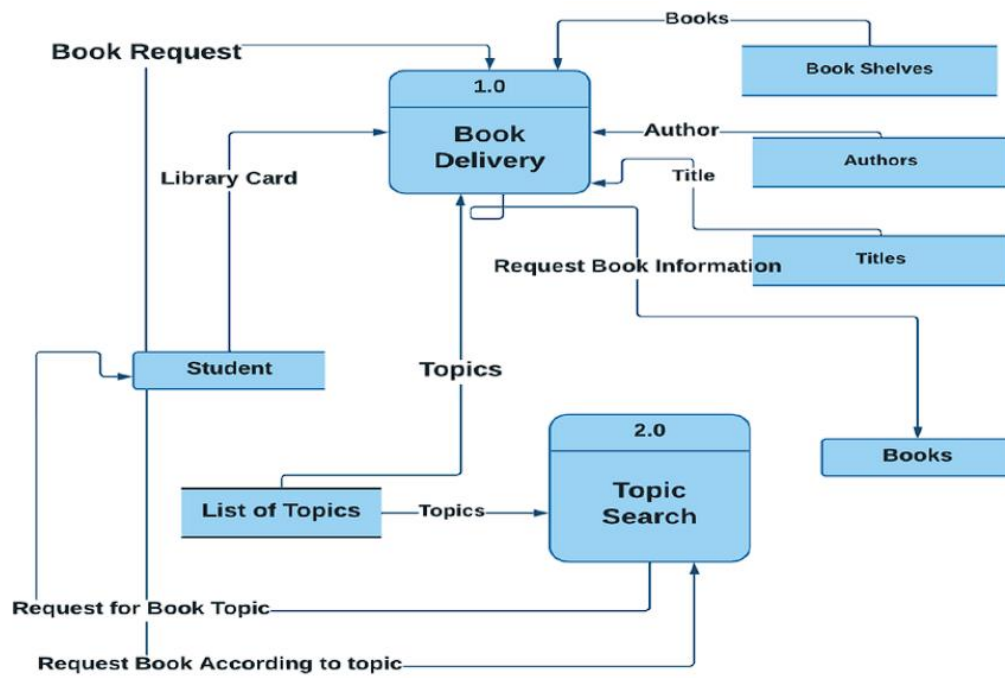 Books
Book Request
Book Shelves
1.0
Book
Delivery
Author
Authors
Library Card
Title
Request Book Information
Titles
Student
Topics
2.0
Books
Topic
Search
List of Topics
Topics
Request for Book Topic
Request Book According to topic